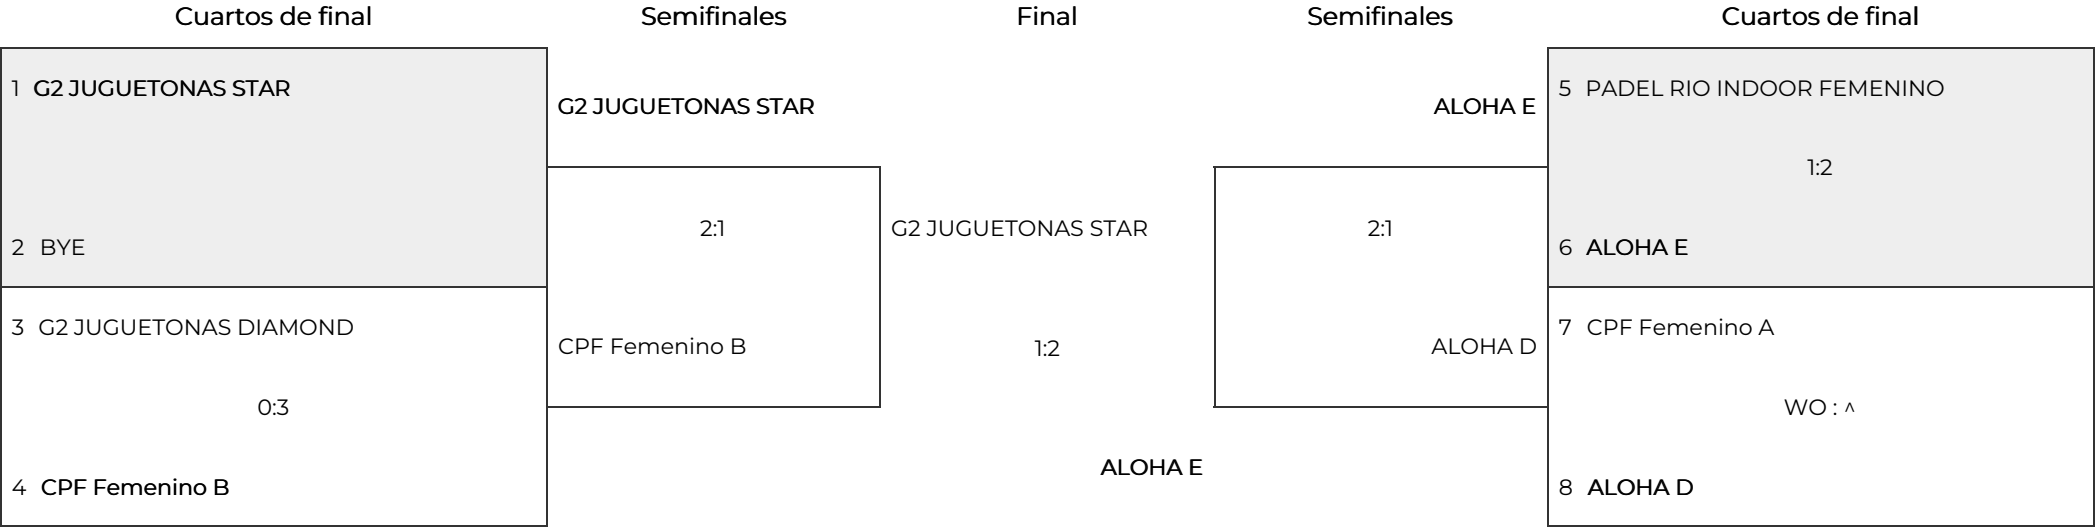 Cuartos de final
Semifinales
Final
Semifinales
Cuartos de final
1 G2 JUGUETONAS STAR
2 BYE
3 G2 JUGUETONAS DIAMOND
0:3
4 CPF Femenino B
G2 JUGUETONAS STAR
2:1
CPF Femenino B
G2 JUGUETONAS STAR
1:2
ALOHA E
ALOHA E
2:1
ALOHA D
5 PADEL RIO INDOOR FEMENINO
1:2
6 ALOHA E
7 CPF Femenino A
WO : ^
8 ALOHA D